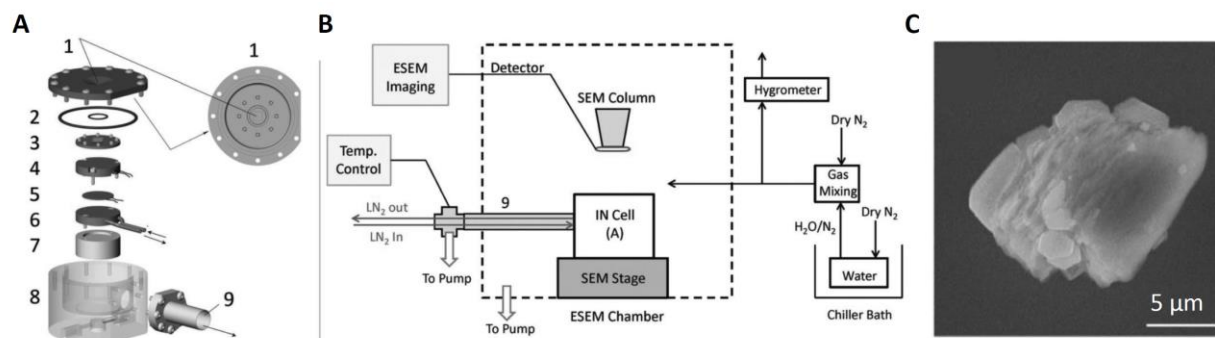 A
1
1
2
3
4
5
6
7
8
9
B
ESEM
Imaging
Detector
SEM Column
Hygrometer
Dry N₂
Temp.
Control
Gas
Mixing
LN₂ out
9
LN₂ In
IN Cell
(A)
H₂O/N₂
Dry N₂
To Pump
SEM Stage
Water
To Pump
ESEM Chamber
Chiller Bath
C
5 μm